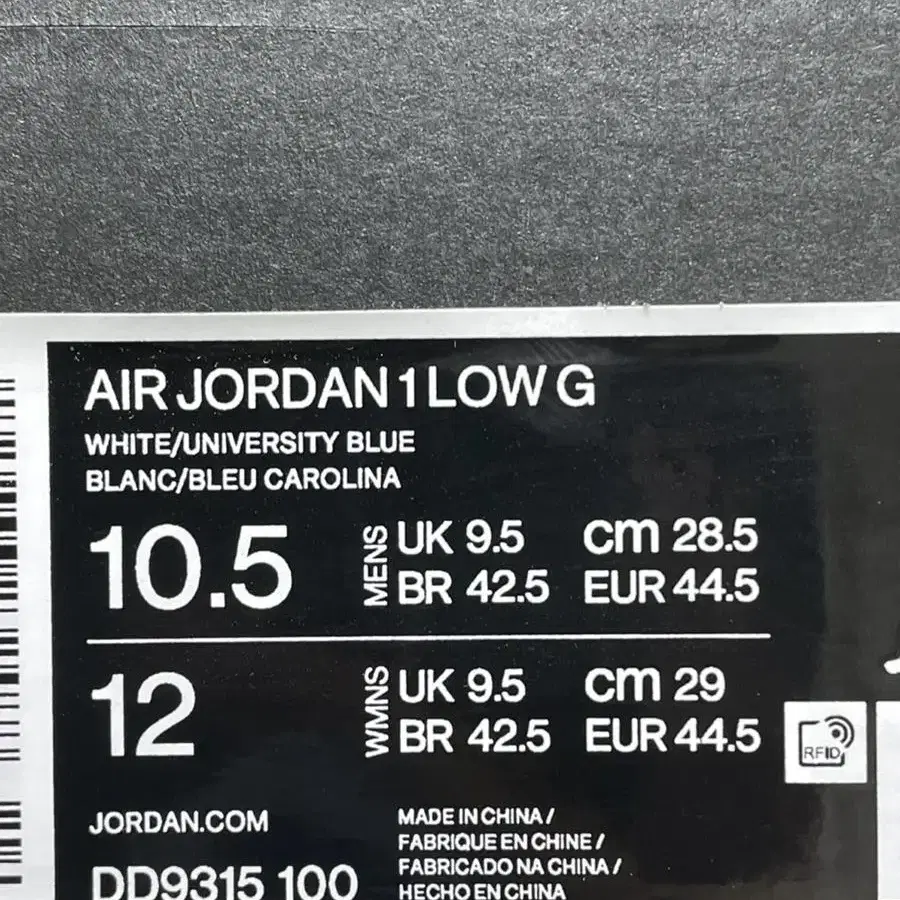 AIR JORDAN 1 LOW G
WHITE/UNIVERSITY BLUE
BLANC/BLEU CAROLINA
10.5 MENS UK 9.5 cm 28.5
BR 42.5 EUR 44.5
12 WMNS UK 9.5 cm 29
BR 42.5 EUR 44.5
RFID
JORDAN.COM
DD9315 100
MADE IN CHINA /
FABRIQUE EN CHINE /
FABRICADO NA CHINA /
HECHO EN CHINA